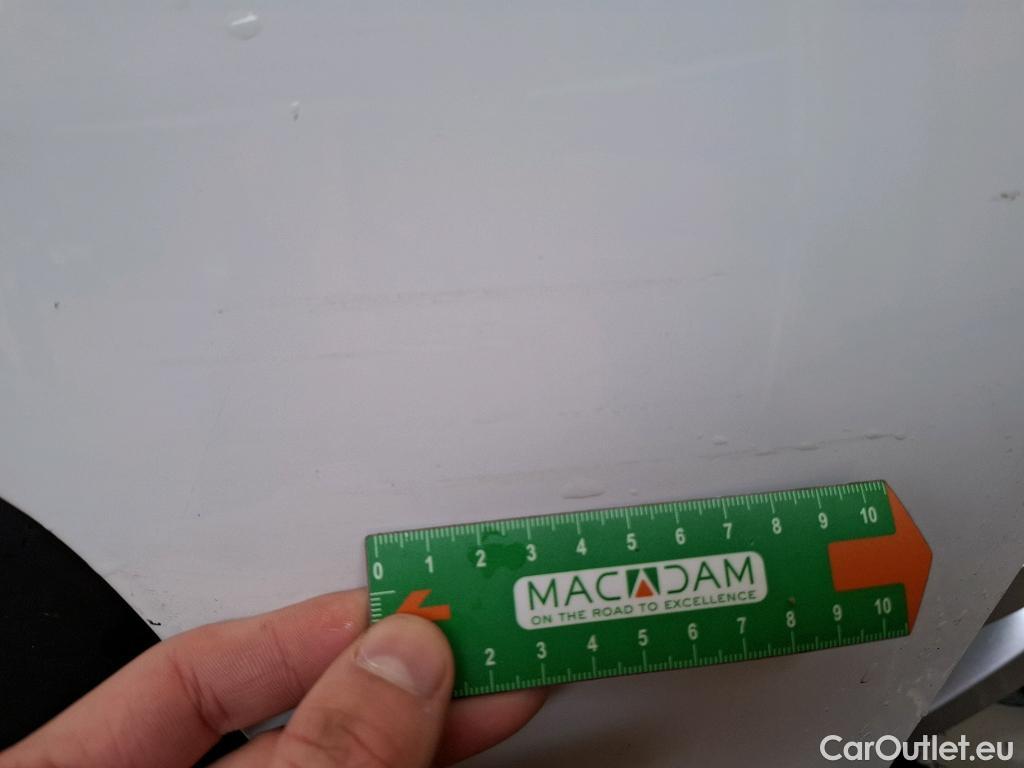 0 1 2 3 4 5 6 7 8 9 10
MACADAM
ON THE ROAD TO EXCELLENCE
2 3 4 5 6 7 8 9 10
CarOutlet.eu